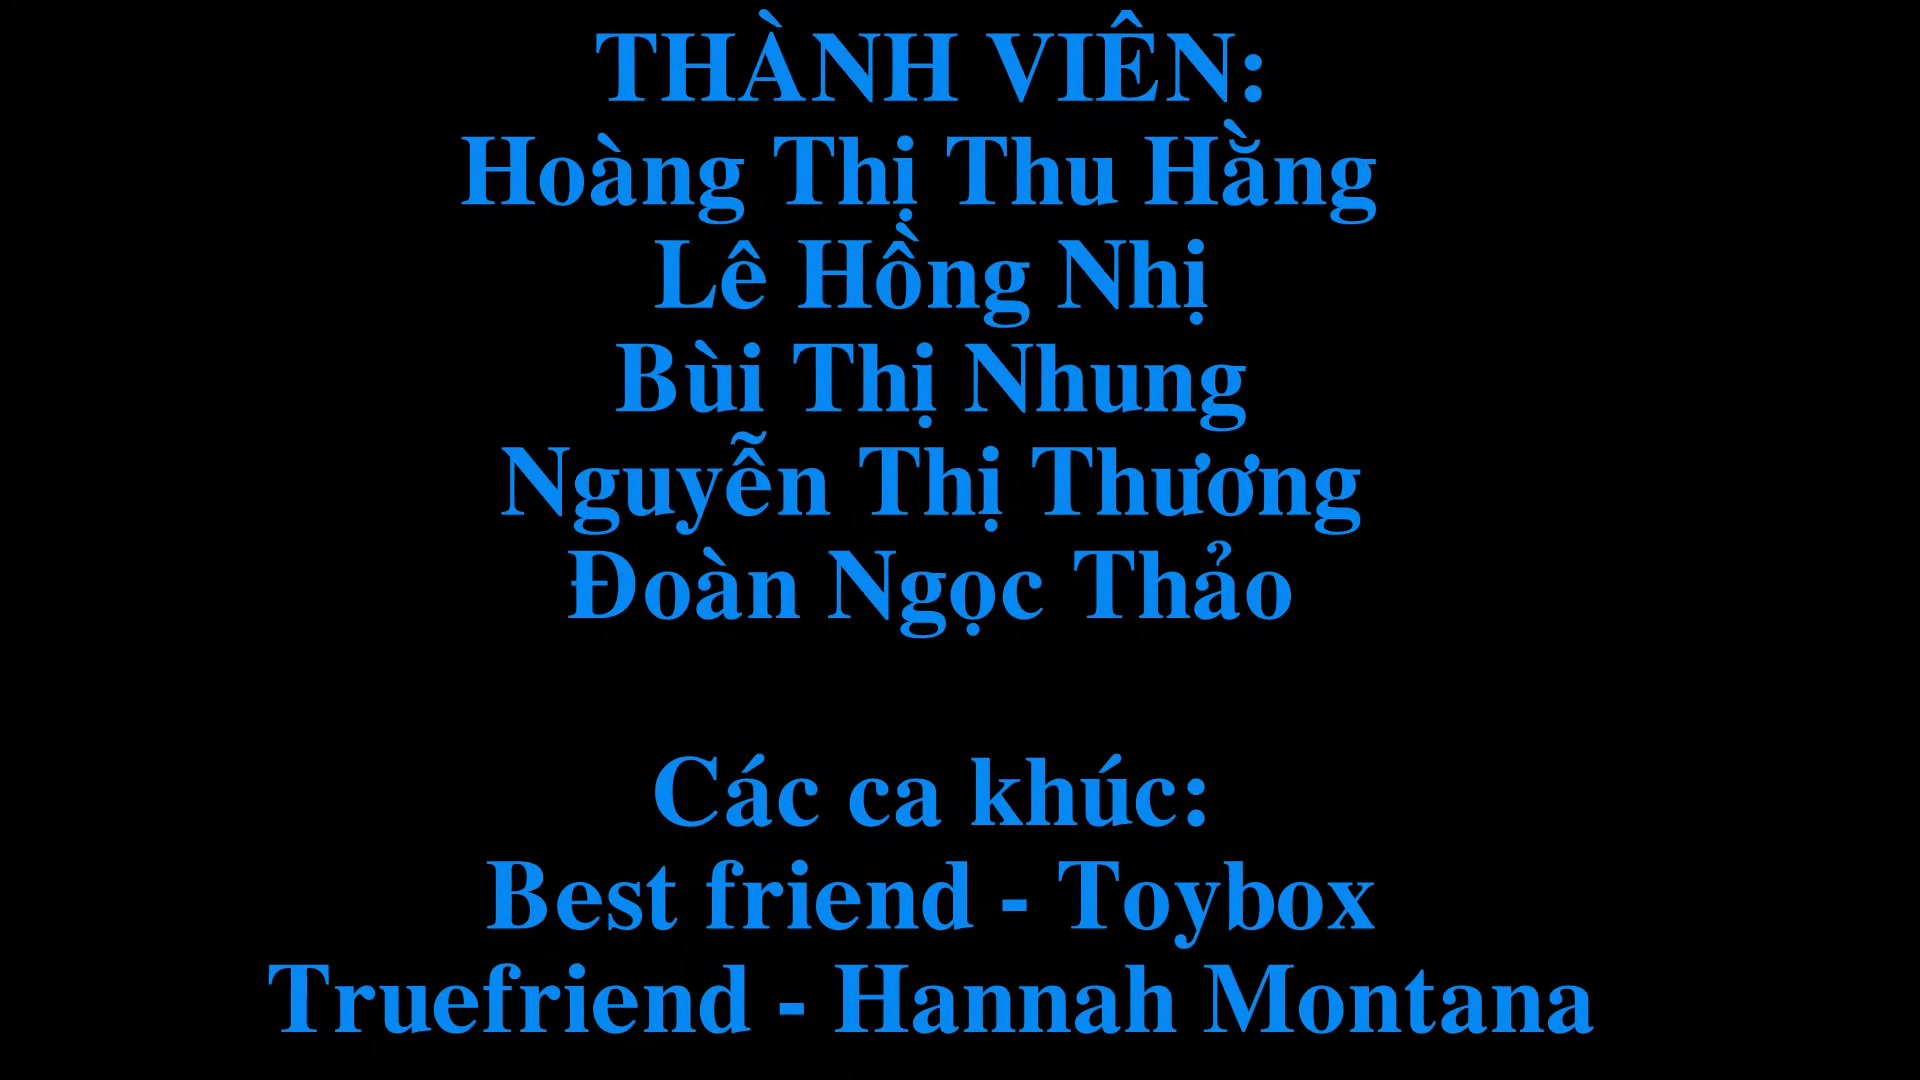 THÀNH VIÊN:
Hoàng Thị Thu Hằng
Lê Hồng Nhị
Bùi Thị Nhung
Nguyễn Thị Thương
Đoàn Ngọc Thảo
Các ca khúc:
Best friend - Toybox
Truefriend - Hannah Montana